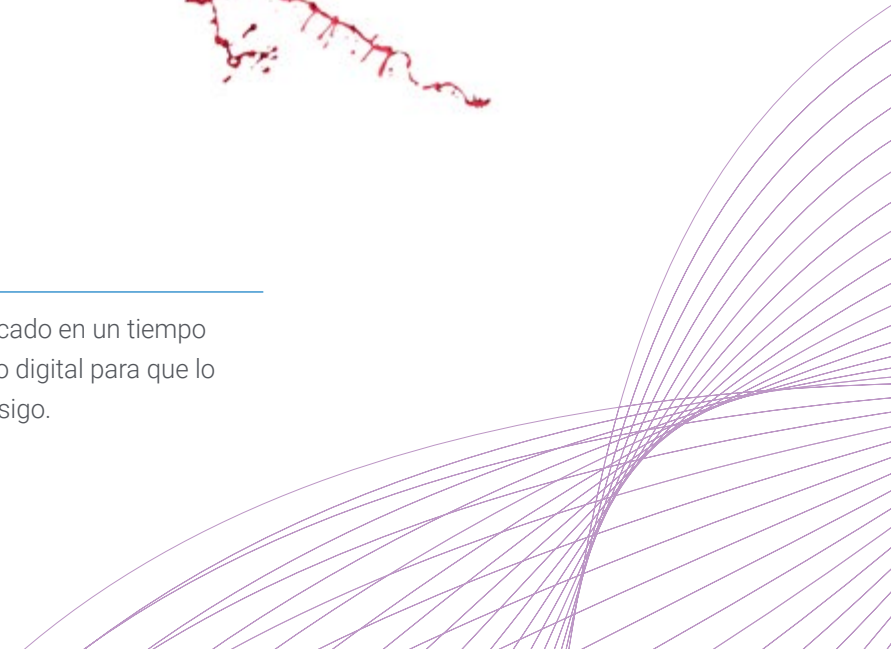 cado en un tiempo
o digital para que lo
sigo.